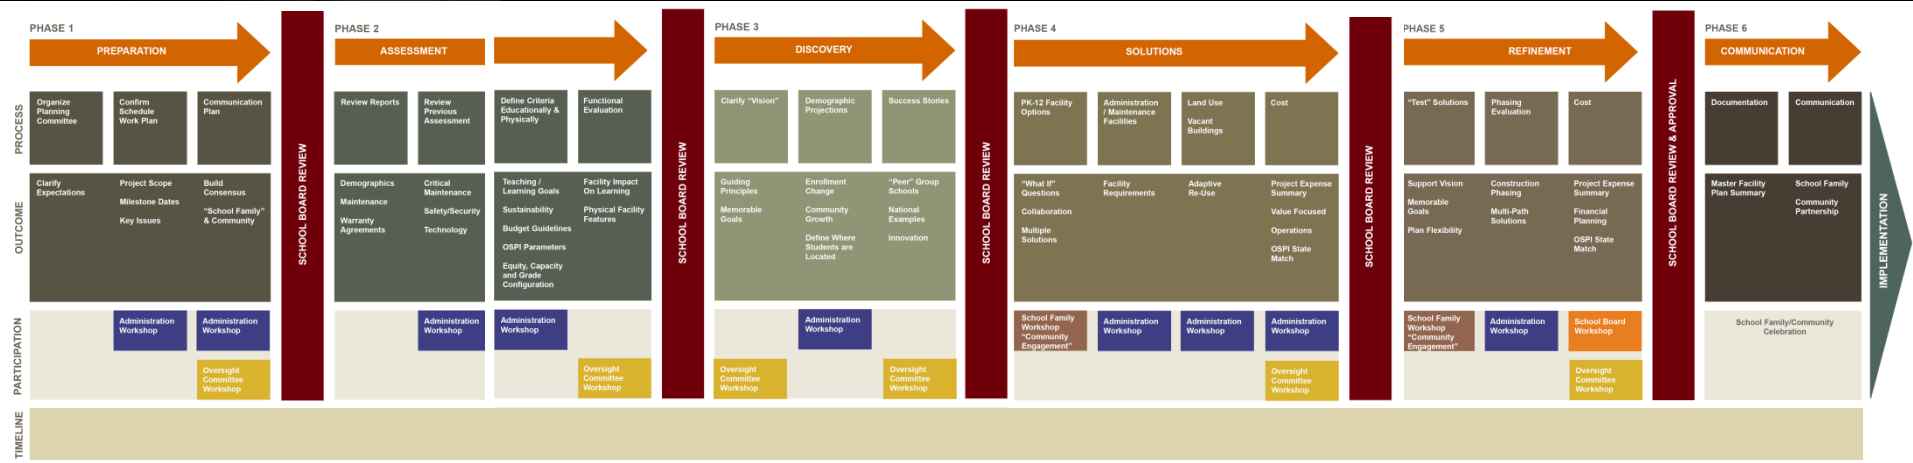 PHASE 1
PREPARATION
PROCESS
Organize
Planning
Committee
Confirm
Schedule
Work Plan
Communication
Plan
OUTCOME
Clarify
Expectations
Project Scope
Milestone Dates
Key Issues
Build
Consensus
“School Family”
& Community
PARTICIPATION
Administration
Workshop
Administration
Workshop
Oversight
Committee
Workshop
SCHOOL BOARD REVIEW
PHASE 2
ASSESSMENT
Review Reports
Review
Previous
Assessment
Define Criteria
Educationally &
Physically
Functional
Evaluation
Demographics
Maintenance
Warranty
Agreements
Critical
Maintenance
Safety/Security
Technology
Teaching /
Learning Goals
Sustainability
Budget Guidelines
OSPI Parameters
Equity, Capacity
and Grade
Configuration
Facility Impact
On Learning
Physical Facility
Features
Administration
Workshop
Administration
Workshop
Oversight
Committee
Workshop
SCHOOL BOARD REVIEW
PHASE 3
DISCOVERY
Clarify “Vision”
Demographic
Projections
Success Stories
Guiding
Principles
Memorable
Goals
Enrollment
Change
Community
Growth
Define Where
Students are
Located
“Peer” Group
Schools
National
Examples
Innovation
Administration
Workshop
Oversight
Committee
Workshop
Oversight
Committee
Workshop
SCHOOL BOARD REVIEW
PHASE 4
SOLUTIONS
PK-12 Facility
Options
Administration
/ Maintenance
Facilities
Land Use
Vacant
Buildings
Cost
“What If”
Questions
Collaboration
Multiple
Solutions
Facility
Requirements
Adaptive
Re-Use
Project Expense
Summary
Value Focused
Operations
OSPI State
Match
School Family
Workshop
“Community
Engagement”
Administration
Workshop
Administration
Workshop
Administration
Workshop
Oversight
Committee
Workshop
SCHOOL BOARD REVIEW
PHASE 5
REFINEMENT
“Test” Solutions
Phasing
Evaluation
Cost
Support Vision
Memorable
Goals
Plan Flexibility
Construction
Phasing
Multi-Path
Solutions
Project Expense
Summary
Financial
Planning
OSPI State
Match
School Family
Workshop
“Community
Engagement”
Administration
Workshop
School Board
Workshop
Oversight
Committee
Workshop
SCHOOL BOARD REVIEW & APPROVAL
PHASE 6
COMMUNICATION
Documentation
Communication
Master Facility
Plan Summary
School Family
Community
Partnership
School Family/Community
Celebration
IMPLEMENTATION
TIMELINE